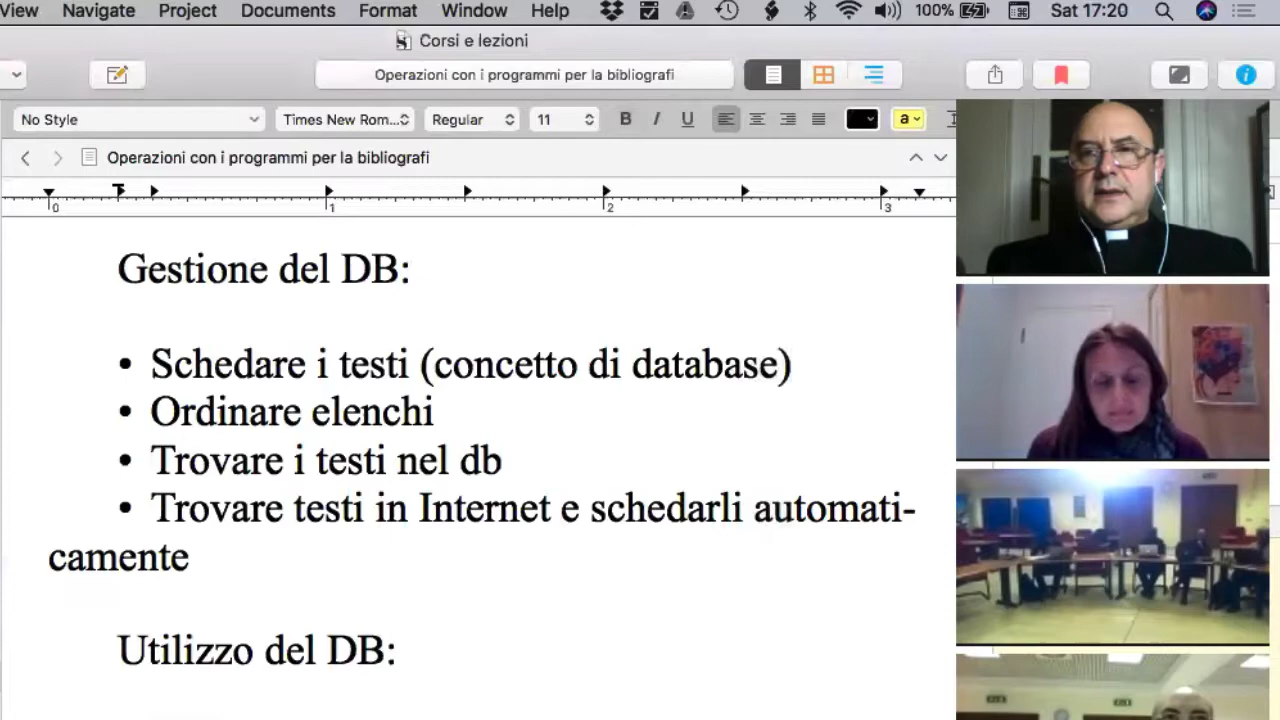 View Navigate Project Documents Format Window Help 100% Sat 17:20
Corsi e lezioni
Operazioni con i programmi per la bibliografi
No Style Times New Rom... Regular 11 B I U a
Operazioni con i programmi per la bibliografi
0 1 2 3
Gestione del DB:
• Schedare i testi (concetto di database)
• Ordinare elenchi
• Trovare i testi nel db
• Trovare testi in Internet e schedarli automati-
camente
Utilizzo del DB: